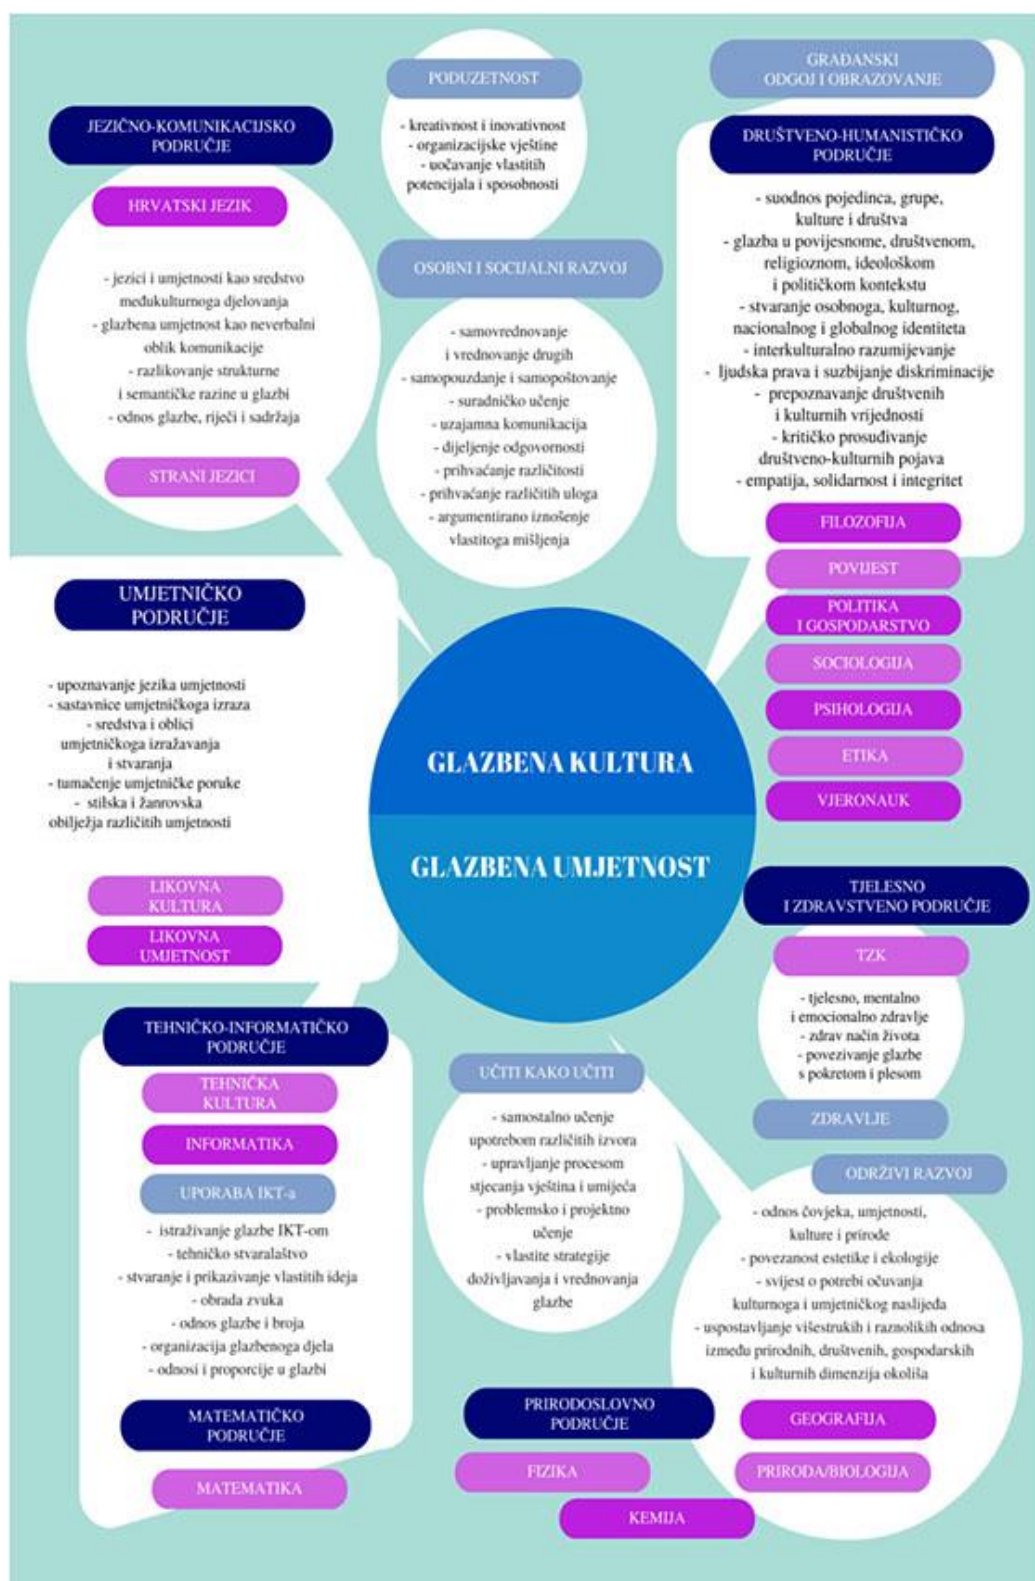 PODUZETNOST
- kreativnost i inovativnost
- organizacijske vještine
- uočavanje vlastitih
potencijala i sposobnosti
JEZIČNO-KOMUNIKACIJSKO
PODRUČJE
HRVATSKI JEZIK
- jezici i umjetnosti kao sredstvo
međukulturnoga djelovanja
- glazbena umjetnost kao neverbalni
oblik komunikacije
- razlikovanje strukturne
i semantičke razine u glazbi
- odnos glazbe, riječi i sadržaja
STRANI JEZICI
OSOBNI I SOCIJALNI RAZVOJ
- samovrednovanje
i vrednovanje drugih
- samopouzdanje i samopoštovanje
- suradničko učenje
- uzajamna komunikacija
- dijeljenje odgovornosti
- prihvaćanje različitosti
- prihvaćanje različitih uloga
- argumentirano iznošenje
vlastitoga mišljenja
GRAĐANSKI
ODGOJ I OBRAZOVANJE
DRUŠTVENO-HUMANISTIČKO
PODRUČJE
- suodnos pojedinca, grupe,
kulture i društva
- glazba u povijesnome, društvenom,
religioznom, ideološkom
i političkom kontekstu
- stvaranje osobnoga, kulturnog,
nacionalnog i globalnog identiteta
- interkulturalno razumijevanje
- ljudska prava i suzbijanje diskriminacije
- prepoznavanje društvenih
i kulturnih vrijednosti
- kritičko prosuđivanje
društveno-kulturnih pojava
- empatija, solidarnost i integritet
FILOZOFIJA
POVIJEST
POLITIKA
I GOSPODARSTVO
SOCIOLOGIJA
PSIHOLOGIJA
ETIKA
VJERONAUK
UMJETNIČKO
PODRUČJE
- upoznavanje jezika umjetnosti
- sastavnice umjetničkoga izraza
- sredstva i oblici
umjetničkoga izražavanja
i stvaranja
- tumačenje umjetničke poruke
- stilska i žanrovska
obilježja različitih umjetnosti
LIKOVNA
KULTURA
LIKOVNA
UMJETNOST
GLAZBENA KULTURA
GLAZBENA UMJETNOST
TJELESNO
I ZDRAVSTVENO PODRUČJE
TZK
- tjelesno, mentalno
i emocionalno zdravlje
- zdrav način života
- povezivanje glazbe
s pokretom i plesom
ZDRAVLJE
TEHNIČKO-INFORMATIČKO
PODRUČJE
TEHNIČKA
KULTURA
INFORMATIKA
UPORABA IKT-a
- istraživanje glazbe IKT-om
- tehničko stvaralaštvo
- stvaranje i prikazivanje vlastitih ideja
- obrada zvuka
- odnos glazbe i broja
- organizacija glazbenoga djela
- odnosi i proporcije u glazbi
MATEMATIČKO
PODRUČJE
MATEMATIKA
UČITI KAKO UČITI
- samostalno učenje
upotrebom različitih izvora
- upravljanje procesom
stjecanja vještina i umijeća
- problemsko i projektno
učenje
- vlastite strategije
doživljavanja i vrednovanja
glazbe
ODRŽIVI RAZVOJ
- odnos čovjeka, umjetnosti,
kulture i prirode
- povezanost estetike i ekologije
- svijest o potrebi očuvanja
kulturnoga i umjetničkog naslijeđa
- uspostavljanje višestrukih i raznolikih odnosa
između prirodnih, društvenih, gospodarskih
i kulturnih dimenzija okoliša
PRIRODOSLOVNO
PODRUČJE
GEOGRAFIJA
FIZIKA
PRIRODA/BIOLOGIJA
KEMIJA